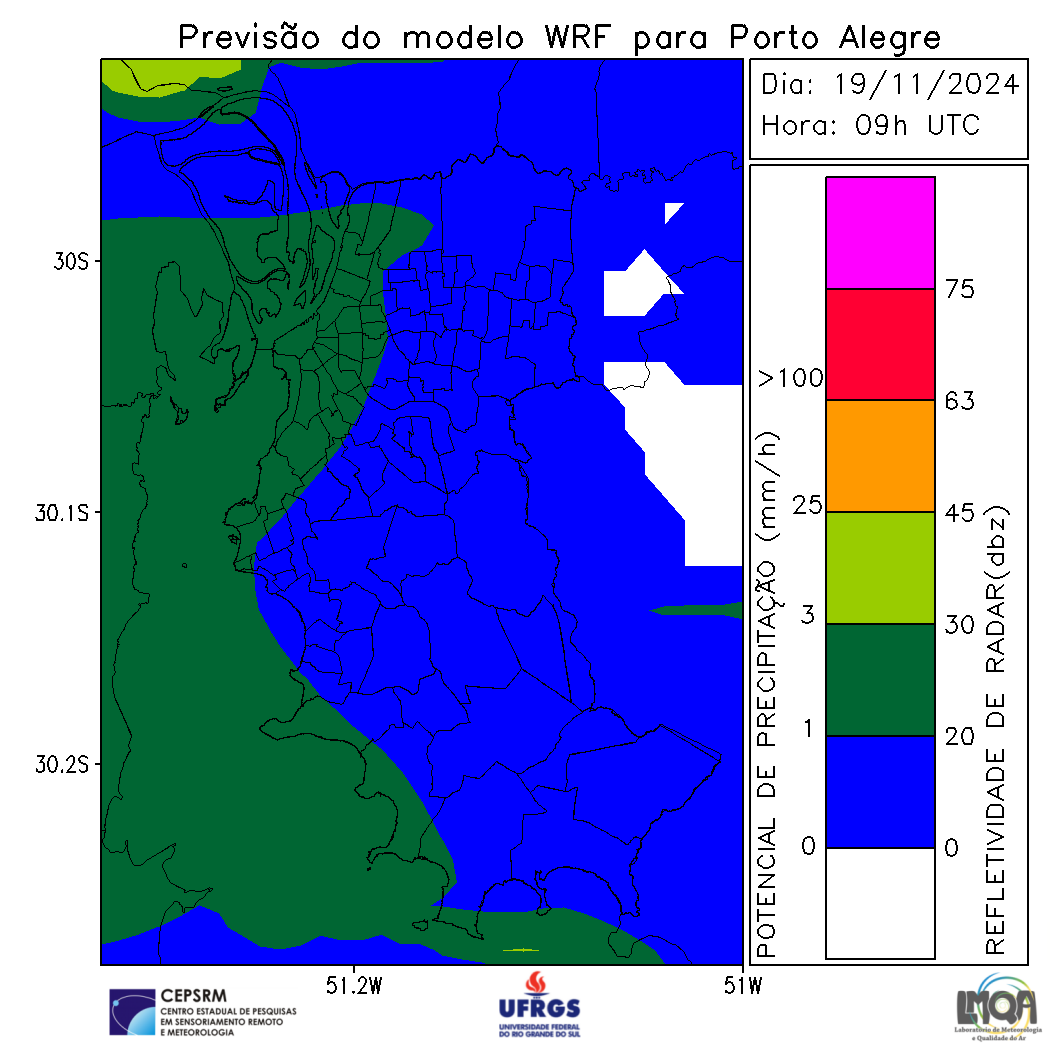 Previsão do modelo WRF para Porto Alegre
Dia: 19/11/2024
Hora: 09h UTC
30S
30.1S
30.2S
51.2W
51W
POTENCIAL DE PRECIPITAÇÃO (mm/h)
>100
25
3
1
0
75
63
45
30
20
0
REFLETIVIDADE DE RADAR(dbz)
CEPSRM
CENTRO ESTADUAL DE PESQUISAS
EM SENSORIAMENTO REMOTO
E METEOROLOGIA
UFRGS
UNIVERSIDADE FEDERAL
DO RIO GRANDE DO SUL
LMQA
Laboratório de Meteorologia
e Qualidade do Ar